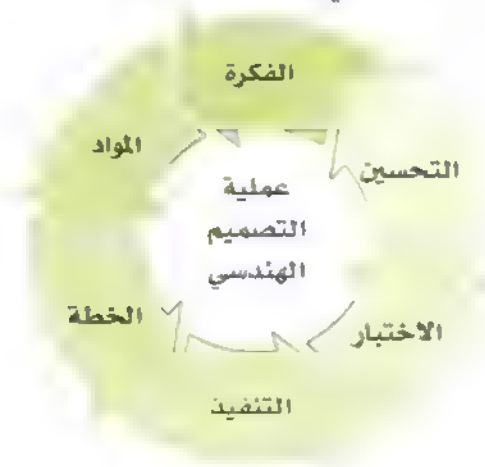 الفكرة
المواد
التحسين
عملية
التصميم
الهندسي
الخطة
الاختبار
التنفيذ